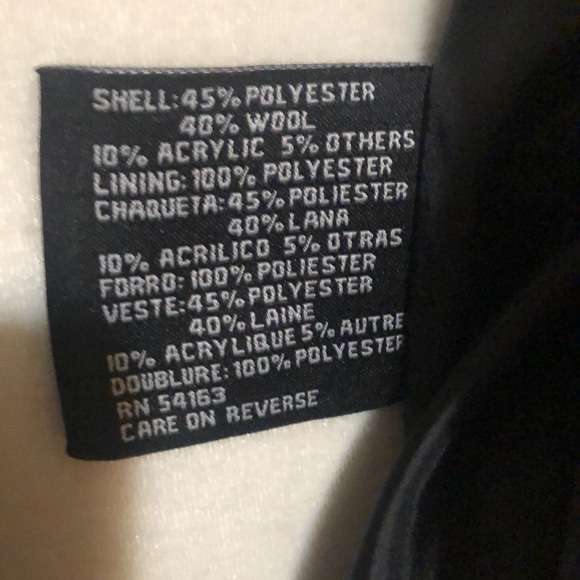 SHELL:45% POLYESTER
40% WOOL
10% ACRYLIC 5% OTHERS
LINING:100% POLYESTER
CHAQUETA:45% POLIESTER
40% LANA
10% ACRILICO 5% OTRAS
FORRO:100% POLIESTER
VESTE:45% POLYESTER
40% LAINE
10% ACRYLIQUE 5% AUTRE
DOUBLURE:100% POLYESTER
RN 54163
CARE ON REVERSE